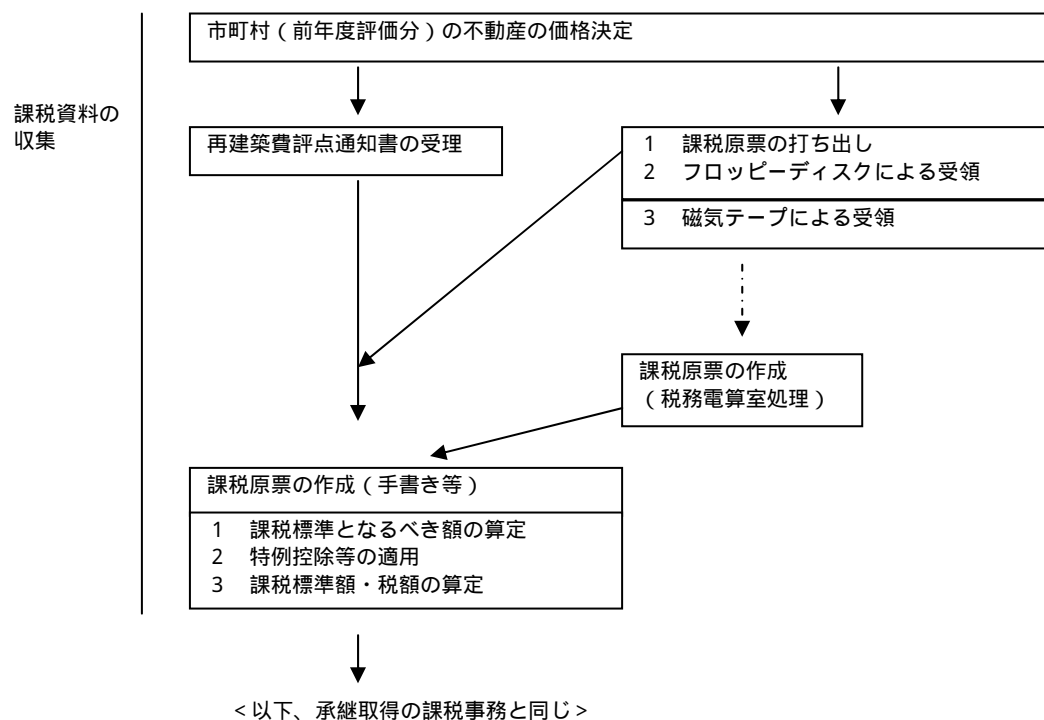 市町村（前年度評価分）の不動産の価格決定
課税資料の
収集
再建築費評点通知書の受理
1 課税原票の打ち出し
2 フロッピーディスクによる受領
3 磁気テープによる受領
課税原票の作成
（税務電算室処理）
課税原票の作成（手書き等）
1 課税標準となるべき額の算定
2 特例控除等の適用
3 課税標準額・税額の算定
＜以下、承継取得の課税事務と同じ＞